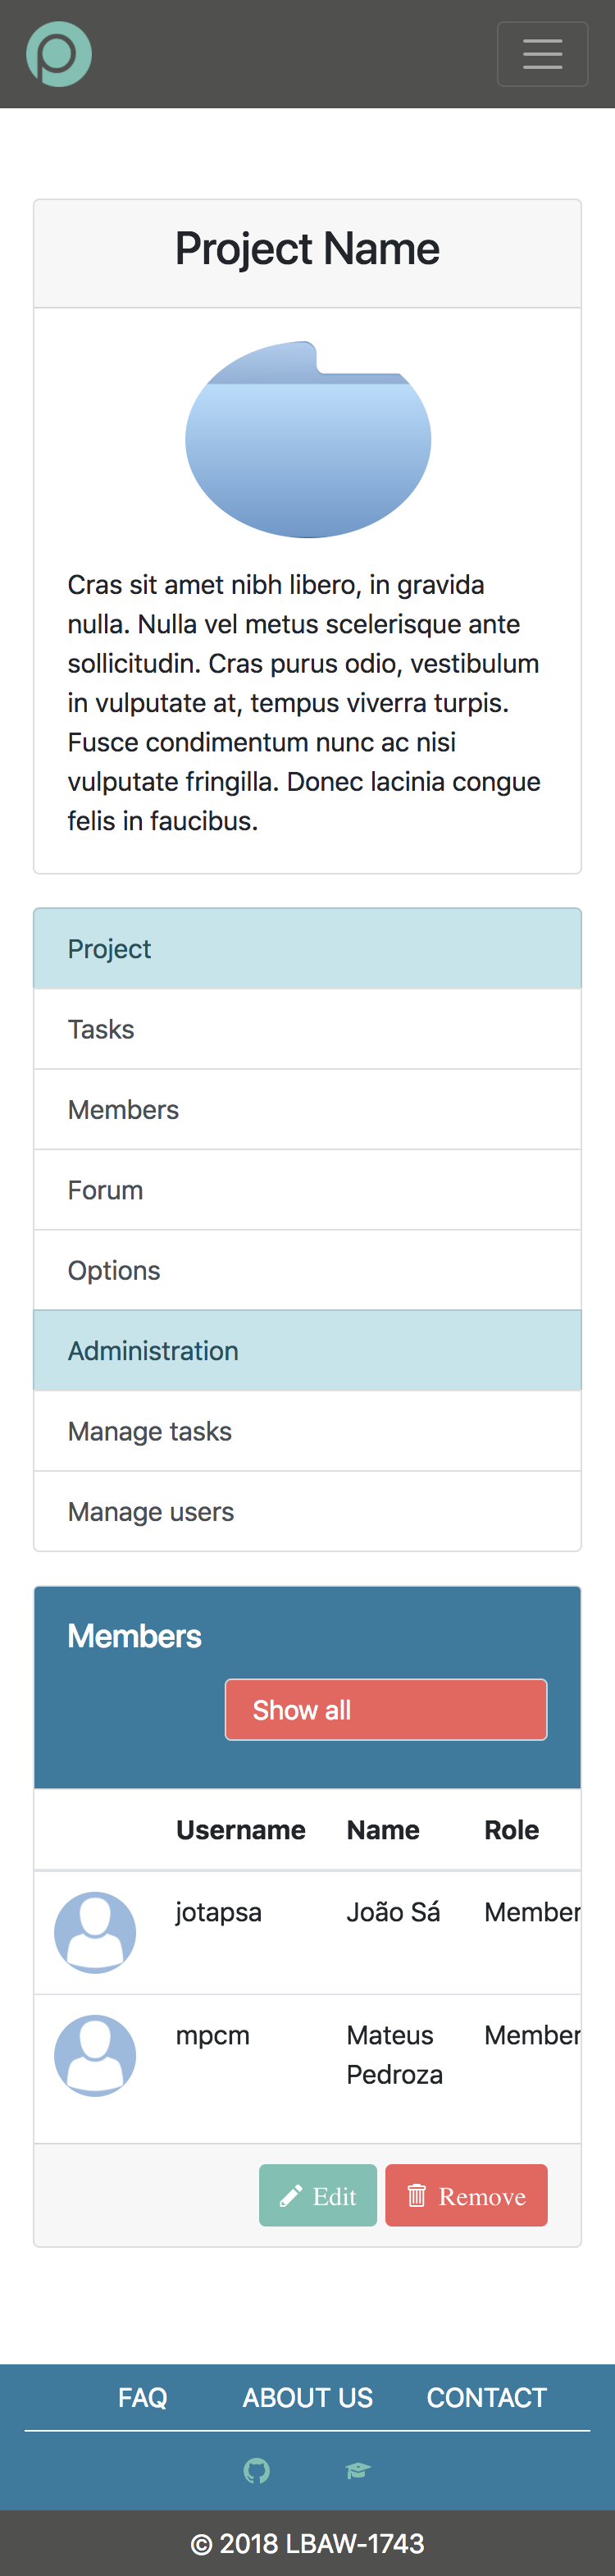 Project Name
Cras sit amet nibh libero, in gravida
nulla. Nulla vel metus scelerisque ante
sollicitudin. Cras purus odio, vestibulum
in vulputate at, tempus viverra turpis.
Fusce condimentum nunc ac nisi
vulputate fringilla. Donec lacinia congue
felis in faucibus.
Project
Tasks
Members
Forum
Options
Administration
Manage tasks
Manage users
Members
Show all
Username Name Role
jotapsa João Sá Member
mpcm Mateus Pedroza Member
Edit Remove
FAQ ABOUT US CONTACT
© 2018 LBAW-1743